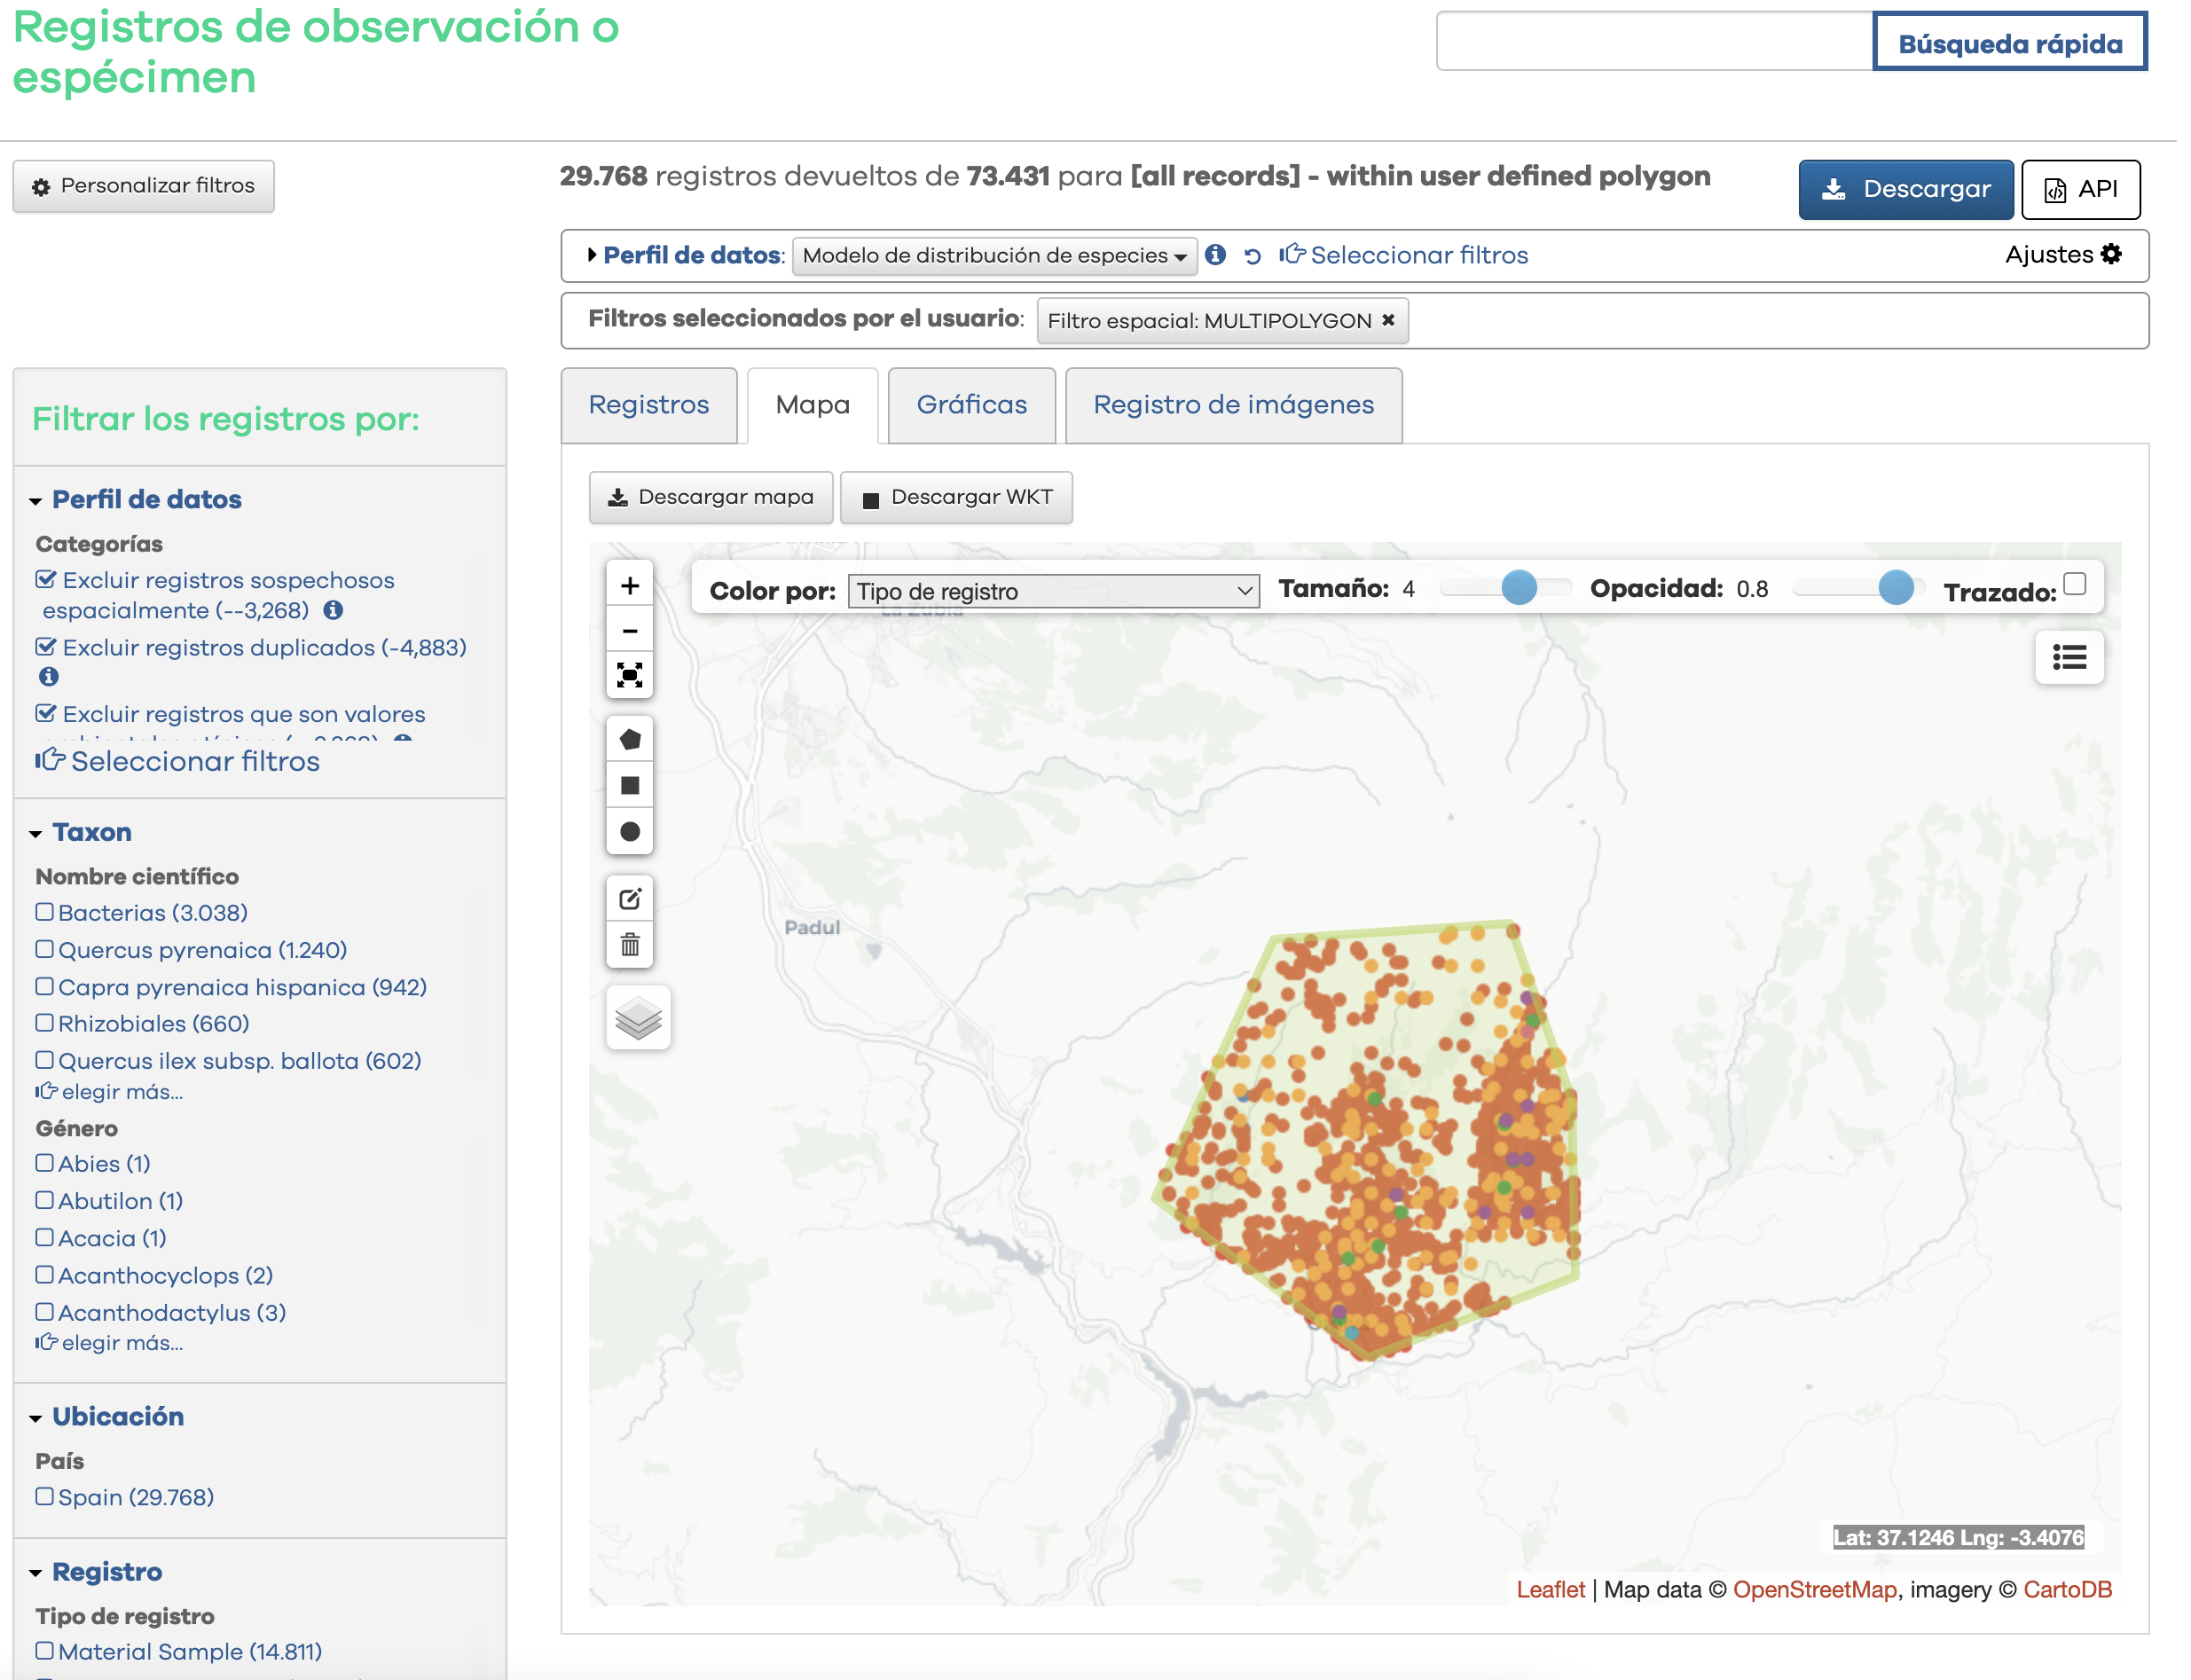 Registros de observación o
espécimen
Búsqueda rápida
Personalizar filtros
29.768 registros devueltos de 73.431 para [all records] - within user defined polygon
Descargar
API
Perfil de datos: Modelo de distribución de especies Seleccionar filtros
Ajustes
Filtros seleccionados por el usuario: Filtro espacial: MULTIPOLYGON ✖
Filtrar los registros por:
Perfil de datos
Categorías
Excluir registros sospechosos
espacialmente (--3,268)
Excluir registros duplicados (-4,883)
Excluir registros que son valores
Seleccionar filtros
Taxon
Nombre científico
Bacterias (3.038)
Quercus pyrenaica (1.240)
Capra pyrenaica hispanica (942)
Rhizobiales (660)
Quercus ilex subsp. ballota (602)
elegir más...
Género
Abies (1)
Abutilon (1)
Acacia (1)
Acanthocyclops (2)
Acanthodactylus (3)
elegir más...
Ubicación
País
Spain (29.768)
Registro
Tipo de registro
Material Sample (14.811)
Registros
Mapa
Gráficas
Registro de imágenes
Descargar mapa
Descargar WKT
+
−
Color por: Tipo de registro Tamaño: 4 Opacidad: 0.8 Trazado:
La Zubia
Padul
Lat: 37.1246 Lng: -3.4076
Leaflet | Map data © OpenStreetMap, imagery © CartoDB